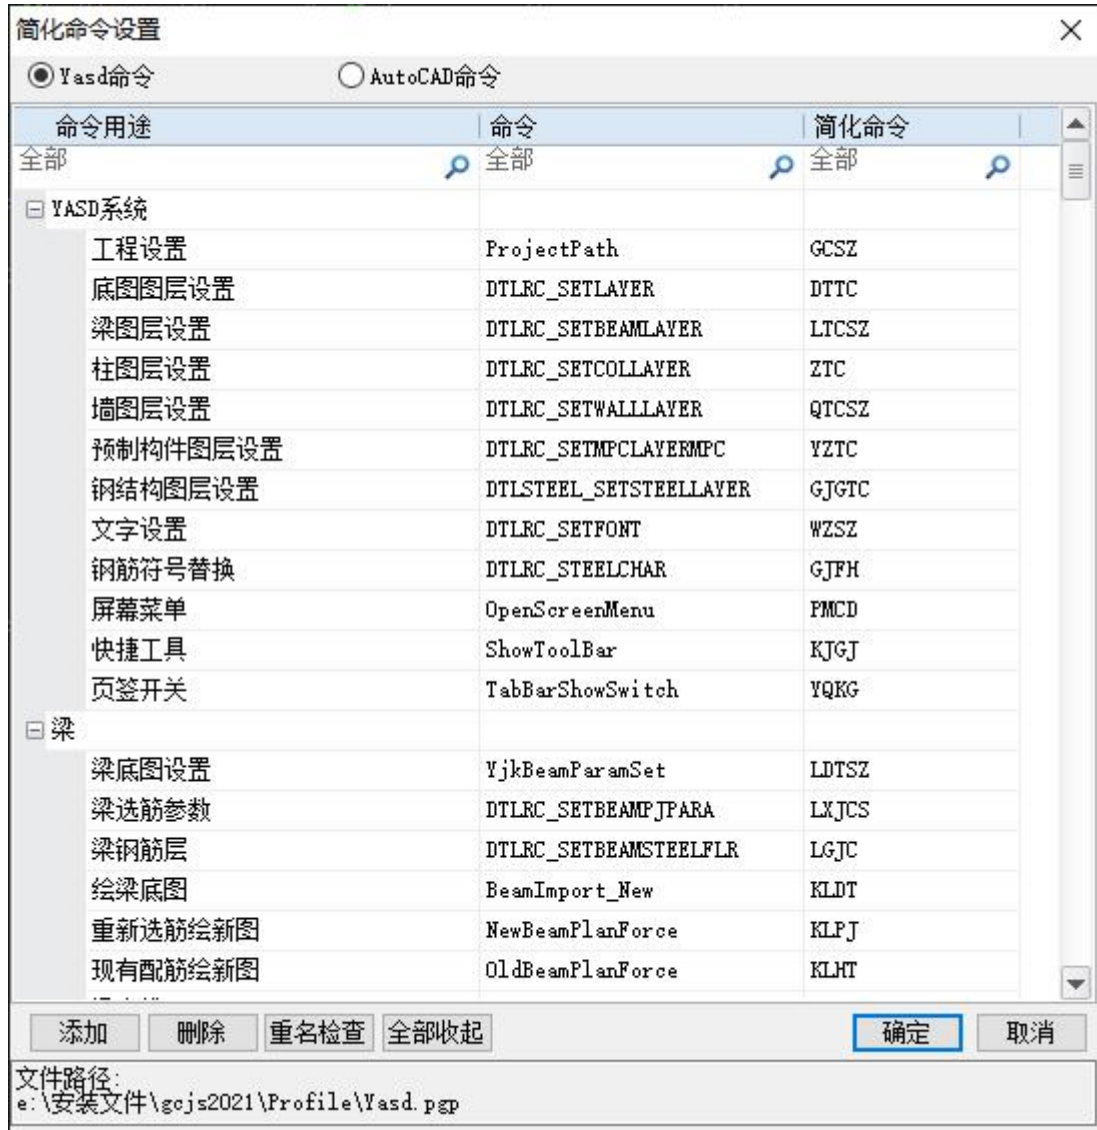 简化命令设置
Yasd命令 AutoCAD命令
命令用途 命令 简化命令
全部 全部 全部
YASD系统
工程设置 ProjectPath GCSZ
底图图层设置 DTLRC_SETLAYER DTTC
梁图层设置 DTLRC_SETBEAMLAYER LTCSZ
柱图层设置 DTLRC_SETCOLLAYER ZTC
墙图层设置 DTLRC_SETWALLLAYER QTCSZ
预制构件图层设置 DTLRC_SETMPCLAYERMPC YZTC
钢结构图层设置 DTLSTEEL_SETSTEELLAYER GJGTC
文字设置 DTLRC_SETFONT WZSZ
钢筋符号替换 DTLRC_STEELCHAR GJFH
屏幕菜单 OpenScreenMenu PMCD
快捷工具 ShowToolBar KJGJ
页签开关 TabBarShowSwitch YQKG
梁
梁底图设置 YjkBeamParamSet LDTSZ
梁选筋参数 DTLRC_SETBEAMPJPARA LXJCS
梁钢筋层 DTLRC_SETBEAMSTEELFLR LGJC
绘梁底图 BeamImport_New KLDT
重新选筋绘新图 NewBeamPlanForce KLPJ
现有配筋绘新图 OldBeamPlanForce KLHT
添加 删除 重名检查 全部收起 确定 取消
文件路径:
e:\安装文件\gcjs2021\Profile\Yasd.pgp